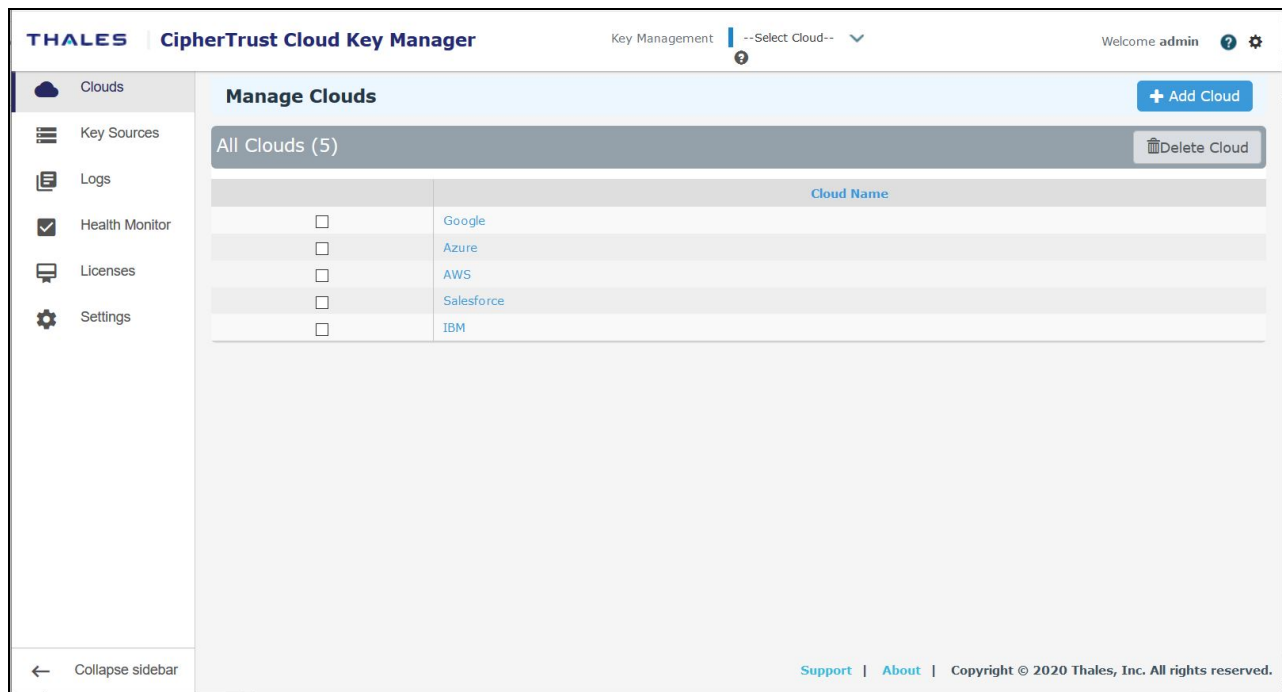 THALES CipherTrust Cloud Key Manager Key Management --Select Cloud-- Welcome admin ?
?
Clouds
Key Sources
Logs
Health Monitor
Licenses
Settings
Manage Clouds + Add Cloud
All Clouds (5) Delete Cloud
Cloud Name
Google
Azure
AWS
Salesforce
IBM
← Collapse sidebar
Support | About | Copyright © 2020 Thales, Inc. All rights reserved.